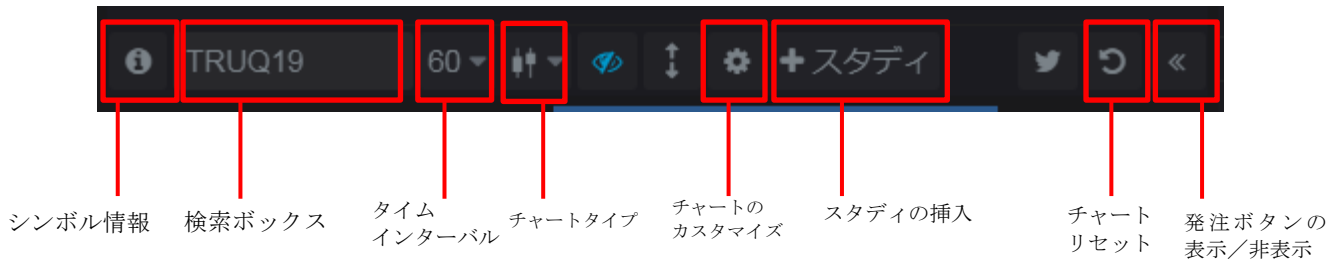 TRUQ19
60
スタディ
シンボル情報
検索ボックス
タイム
インターバル
チャートタイプ
チャートの
カスタマイズ
スタディの挿入
チャート
リセット
発注ボタンの
表示／非表示